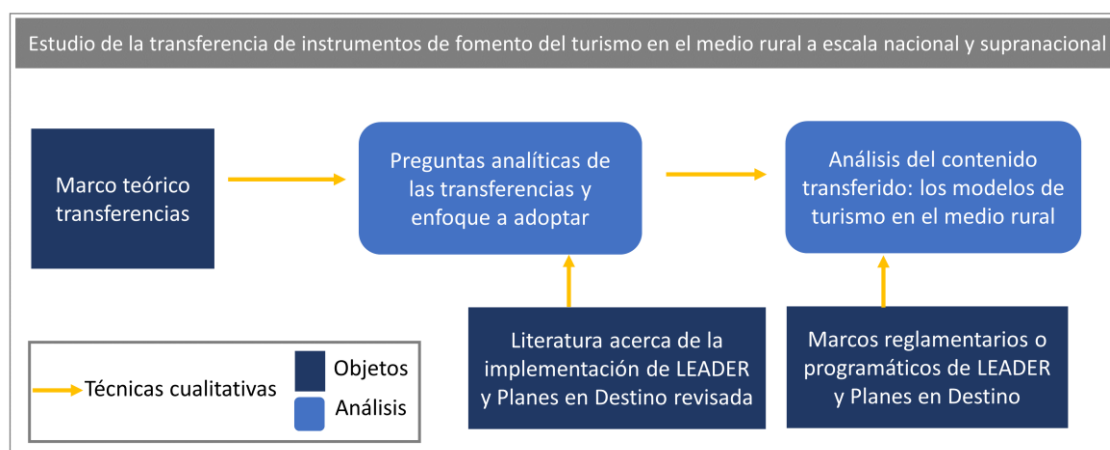 Estudio de la transferencia de instrumentos de fomento del turismo en el medio rural a escala nacional y supranacional
Marco teórico
transferencias
Preguntas analíticas de
las transferencias y
enfoque a adoptar
Análisis del contenido
transferido: los modelos de
turismo en el medio rural
Literatura acerca de la
implementación de LEADER
y Planes en Destino revisada
Marcos reglamentarios o
programáticos de LEADER
y Planes en Destino
Técnicas cualitativas
Objetos
Análisis